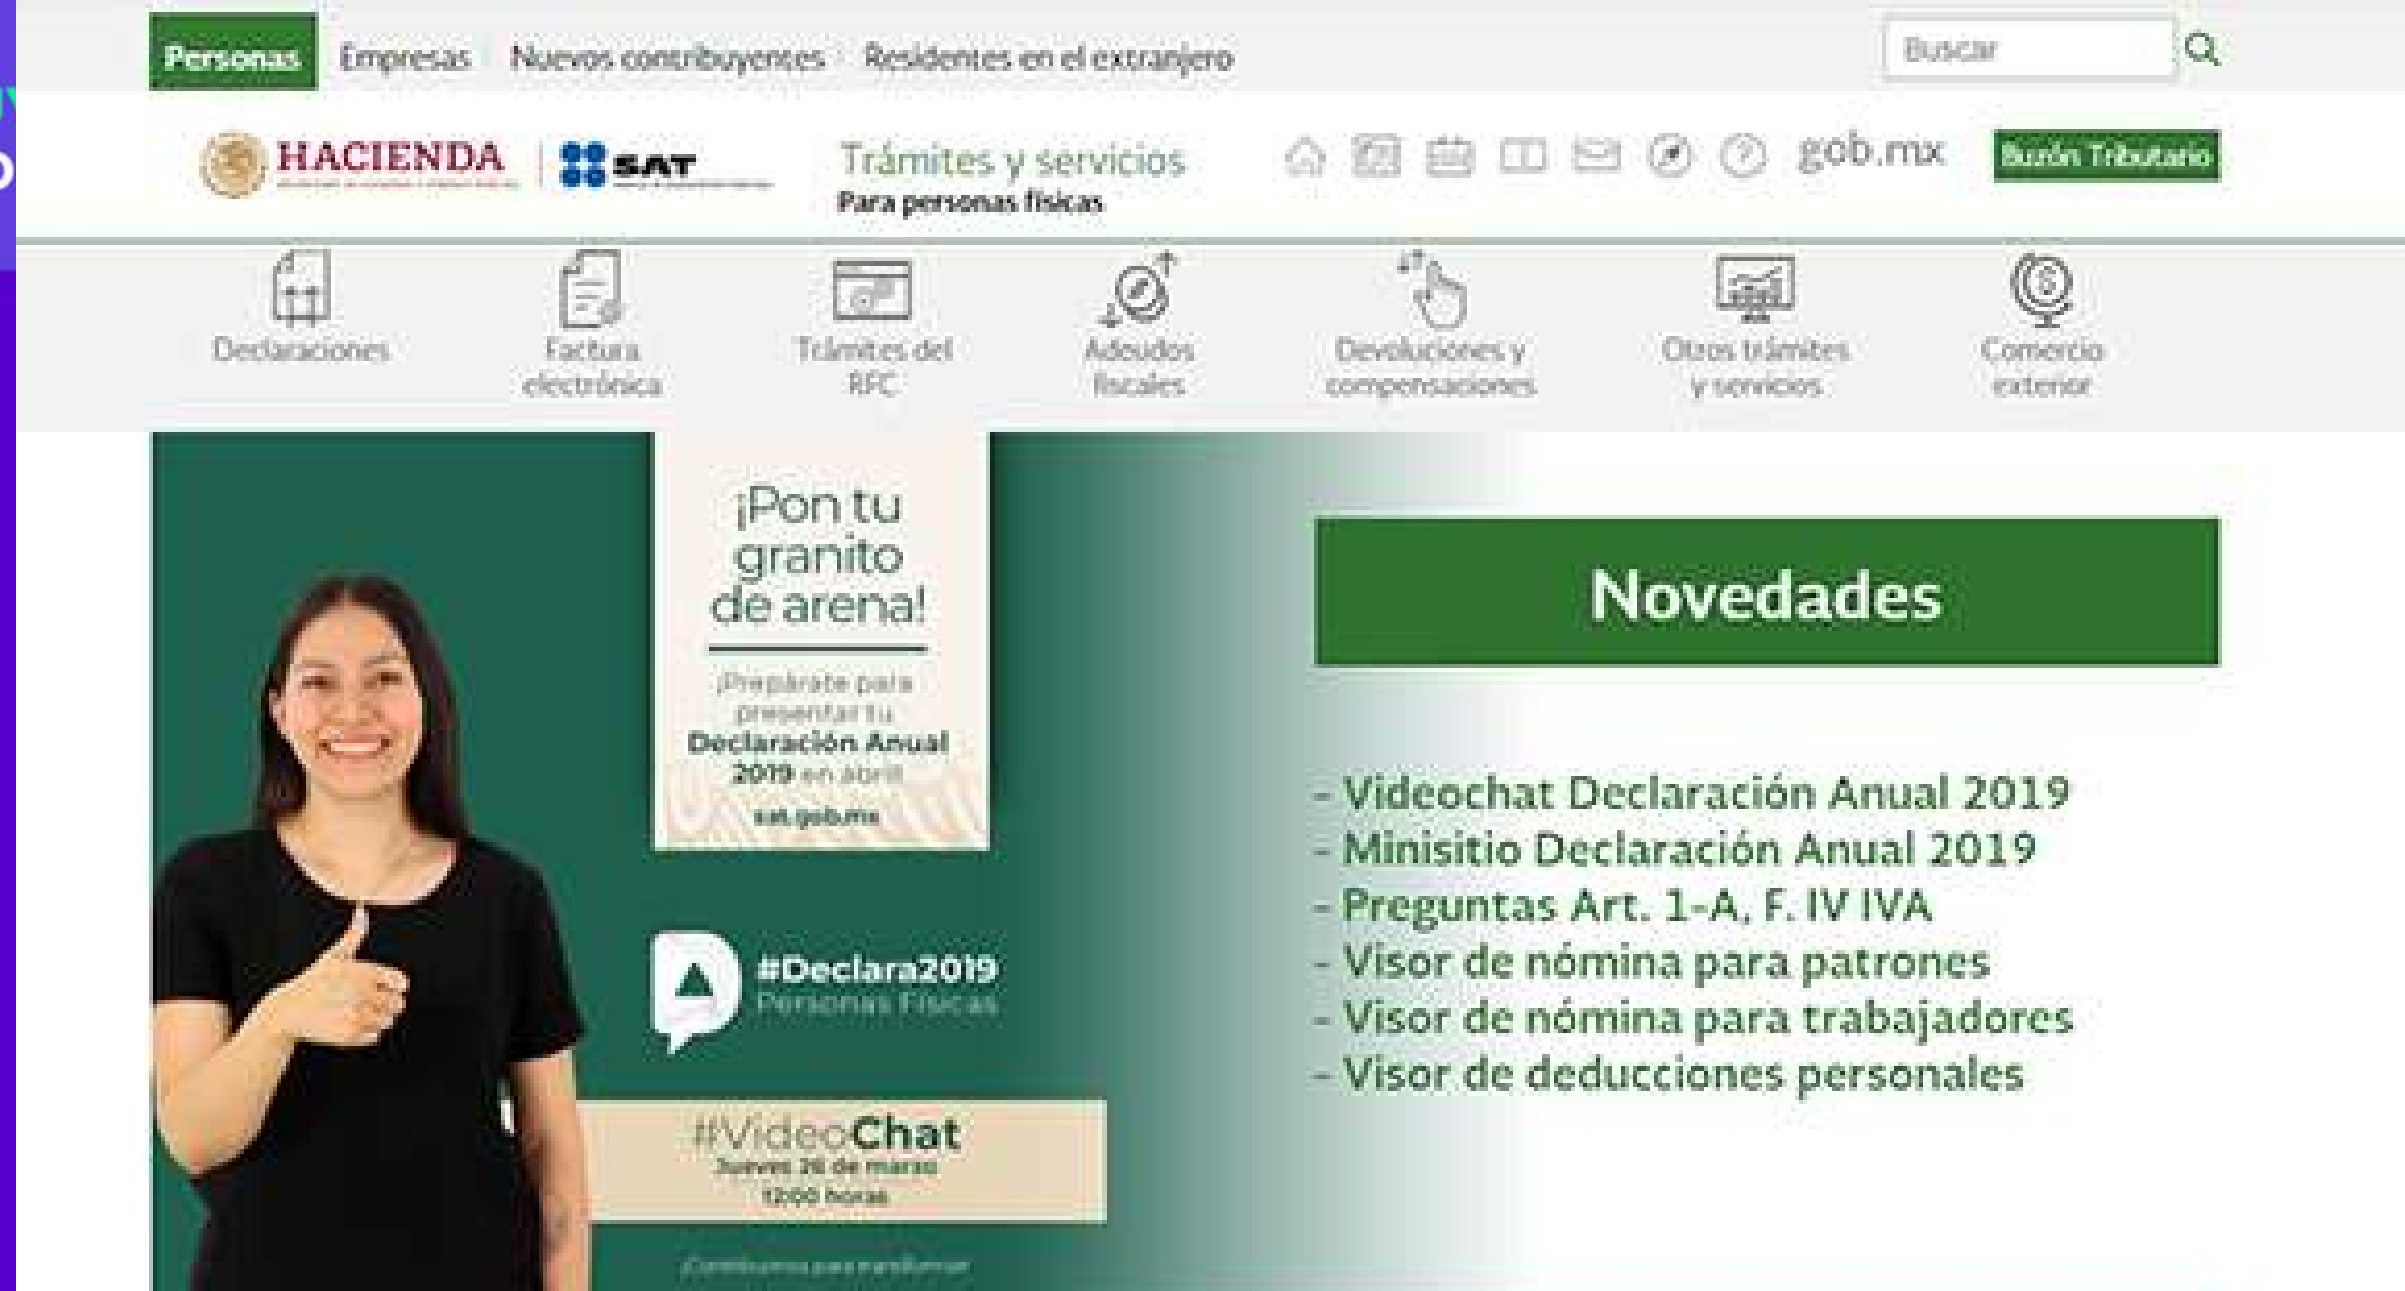 Personas Empresas Nuevos contribuyentes Residentes en el extranjero Buscar
HACIENDA SAT Trámites y servicios gob.mx Buzón Tributario
Para personas físicas
Declaraciones
Factura
electrónica
Trámites del
RFC
Adeudos
fiscales
Devoluciones y
compensaciones
Otros trámites
y servicios
Comercio
exterior
¡Pon tu
granito
de arena!
¡Prepárate para
presentar tu
Declaración Anual
2019 en abril!
sat.gob.mx
#Declara2019
Personas Físicas
#VideoChat
Jueves 26 de marzo
12:00 horas
Novedades
- Videochat Declaración Anual 2019
- Minisitio Declaración Anual 2019
- Preguntas Art. 1-A, F. IV IVA
- Visor de nómina para patrones
- Visor de nómina para trabajadores
- Visor de deducciones personales